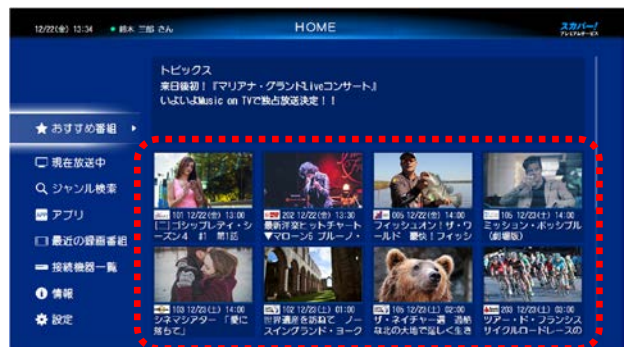 12/22(金) 13:34
鈴木 三郎 さん
HOME
スカパー!
プレミアムサービス
トピックス
来日後初!『マリアナ・グラントLiveコンサート』
いよいよMusic on TVで独占放送決定!!
★ おすすめ番組
現在放送中
ジャンル検索
APP アプリ
最近の録画番組
接続機器一覧
情報
設定
101 12/22(金) 13:00
[二]ゴシップレディ・シ
ーズン4 #1 第1話
202 12/22(金) 13:30
最新洋楽ヒットチャート
▼マローン5 ブルーノ・
005 12/22(金) 14:00
フィッシュオン!ザ・ワ
ールド 豪快!フィッシ
105 12/23(土) 14:00
ミッション・ポッシブル
(劇場版)
103 12/23(土) 14:00
シネマシアター 「愛に
落ちて」
102 12/23(土) 01:00
世界遺産を訪ねて ノー
スイングランド・ヨーク
106 12/23(土) 02:00
ザ・ネイチャー選 過酷
な北の大地で逞しく生き
203 12/23(土) 03:00
ツアー・ド・フランシス
サイクルロードレースの